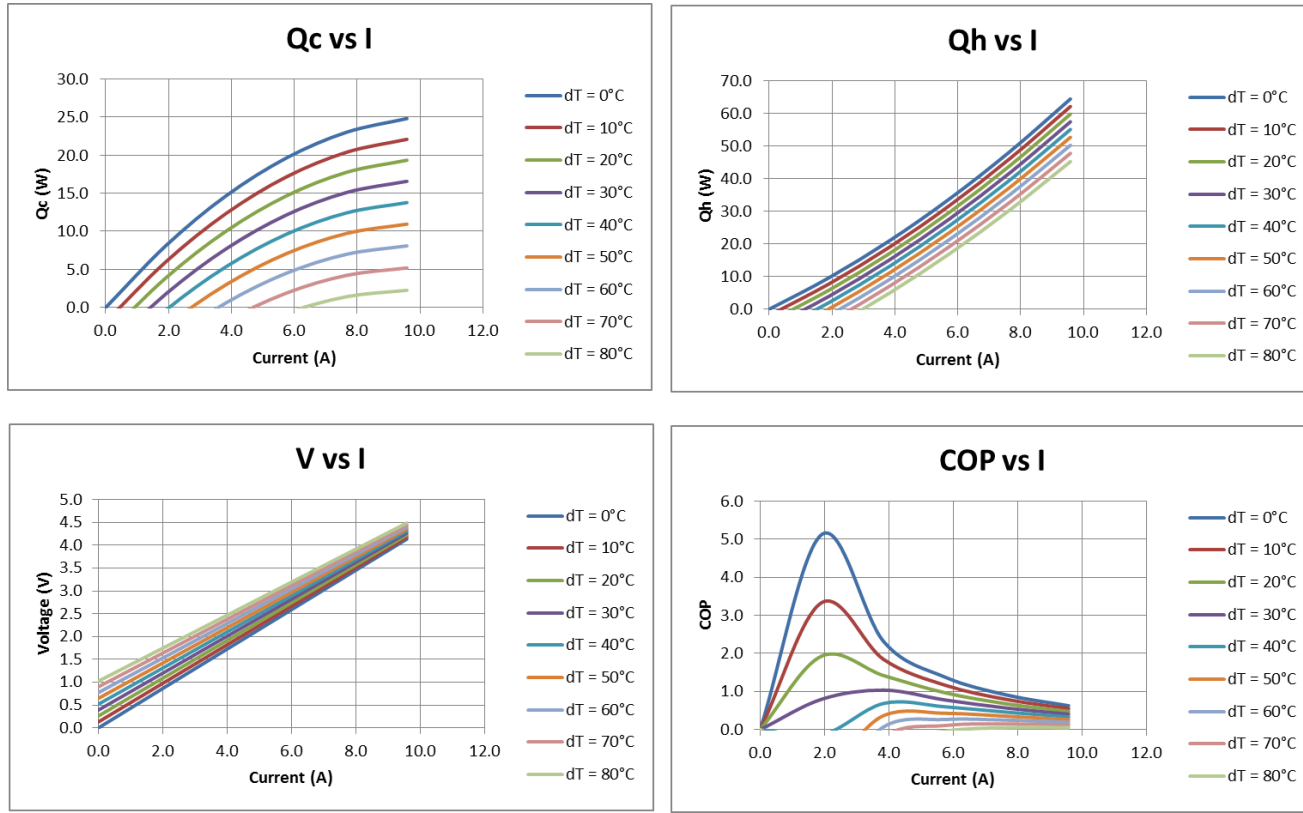 Qc vs I
Qc (W)
30.0
25.0
20.0
15.0
10.0
5.0
0.0
0.0 2.0 4.0 6.0 8.0 10.0 12.0
Current (A)
dT = 0°C
dT = 10°C
dT = 20°C
dT = 30°C
dT = 40°C
dT = 50°C
dT = 60°C
dT = 70°C
dT = 80°C
Qh vs I
Qh (W)
70.0
60.0
50.0
40.0
30.0
20.0
10.0
0.0
0.0 2.0 4.0 6.0 8.0 10.0 12.0
Current (A)
dT = 0°C
dT = 10°C
dT = 20°C
dT = 30°C
dT = 40°C
dT = 50°C
dT = 60°C
dT = 70°C
dT = 80°C
V vs I
Voltage (V)
5.0
4.5
4.0
3.5
3.0
2.5
2.0
1.5
1.0
0.5
0.0
0.0 2.0 4.0 6.0 8.0 10.0 12.0
Current (A)
dT = 0°C
dT = 10°C
dT = 20°C
dT = 30°C
dT = 40°C
dT = 50°C
dT = 60°C
dT = 70°C
dT = 80°C
COP vs I
COP
6.0
5.0
4.0
3.0
2.0
1.0
0.0
0.0 2.0 4.0 6.0 8.0 10.0 12.0
Current (A)
dT = 0°C
dT = 10°C
dT = 20°C
dT = 30°C
dT = 40°C
dT = 50°C
dT = 60°C
dT = 70°C
dT = 80°C